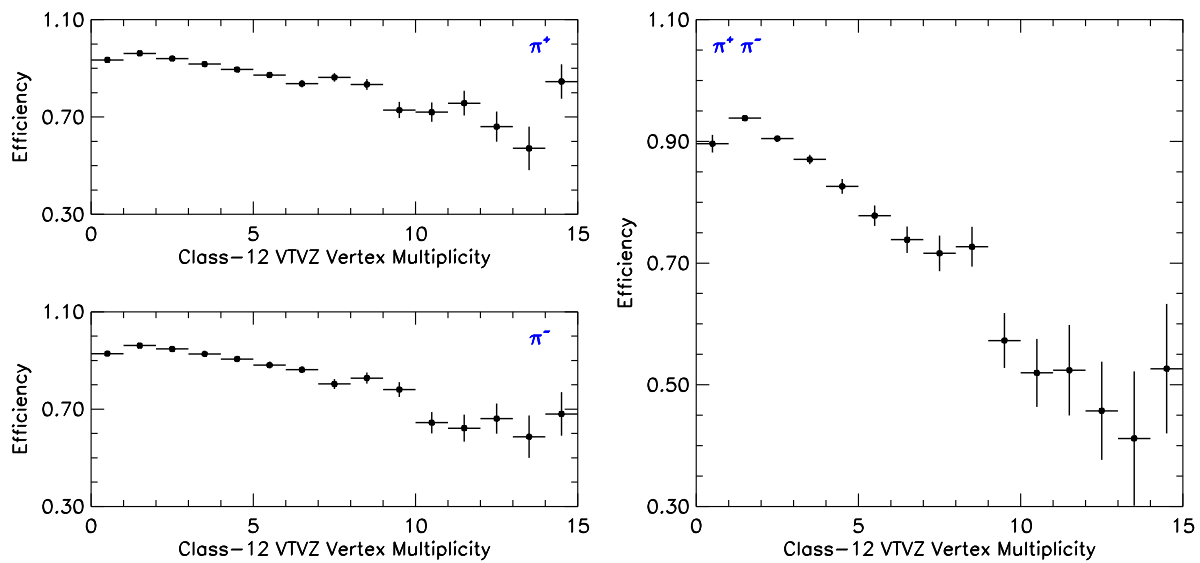 1.10
π⁺
Efficiency
0.70
0.30
0 5 10 15
Class-12 VTVZ Vertex Multiplicity
1.10
π⁻
Efficiency
0.70
0.30
0 5 10 15
Class-12 VTVZ Vertex Multiplicity
1.10
π⁺ π⁻
0.90
Efficiency
0.70
0.50
0.30
0 5 10 15
Class-12 VTVZ Vertex Multiplicity